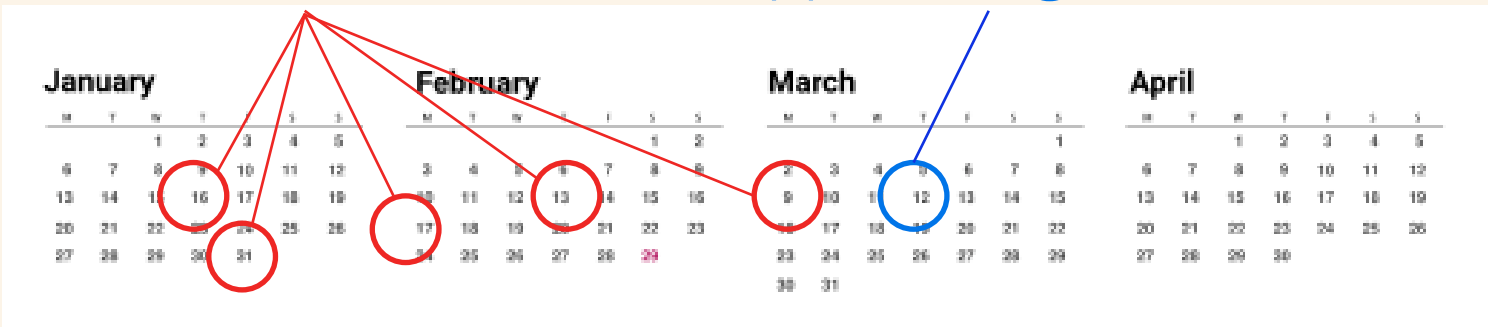 January
M T W T F S S
1 2 3 4 5
6 7 8 9 10 11 12
13 14 15 16 17 18 19
20 21 22 23 24 25 26
27 28 29 30 31
February
M T W T F S S
1 2
3 4 5 6 7 8 9
10 11 12 13 14 15 16
17 18 19 20 21 22 23
24 25 26 27 28 29
March
M T W T F S S
1
2 3 4 5 6 7 8
9 10 11 12 13 14 15
16 17 18 19 20 21 22
23 24 25 26 27 28 29
30 31
April
M T W T F S S
1 2 3 4 5
6 7 8 9 10 11 12
13 14 15 16 17 18 19
20 21 22 23 24 25 26
27 28 29 30